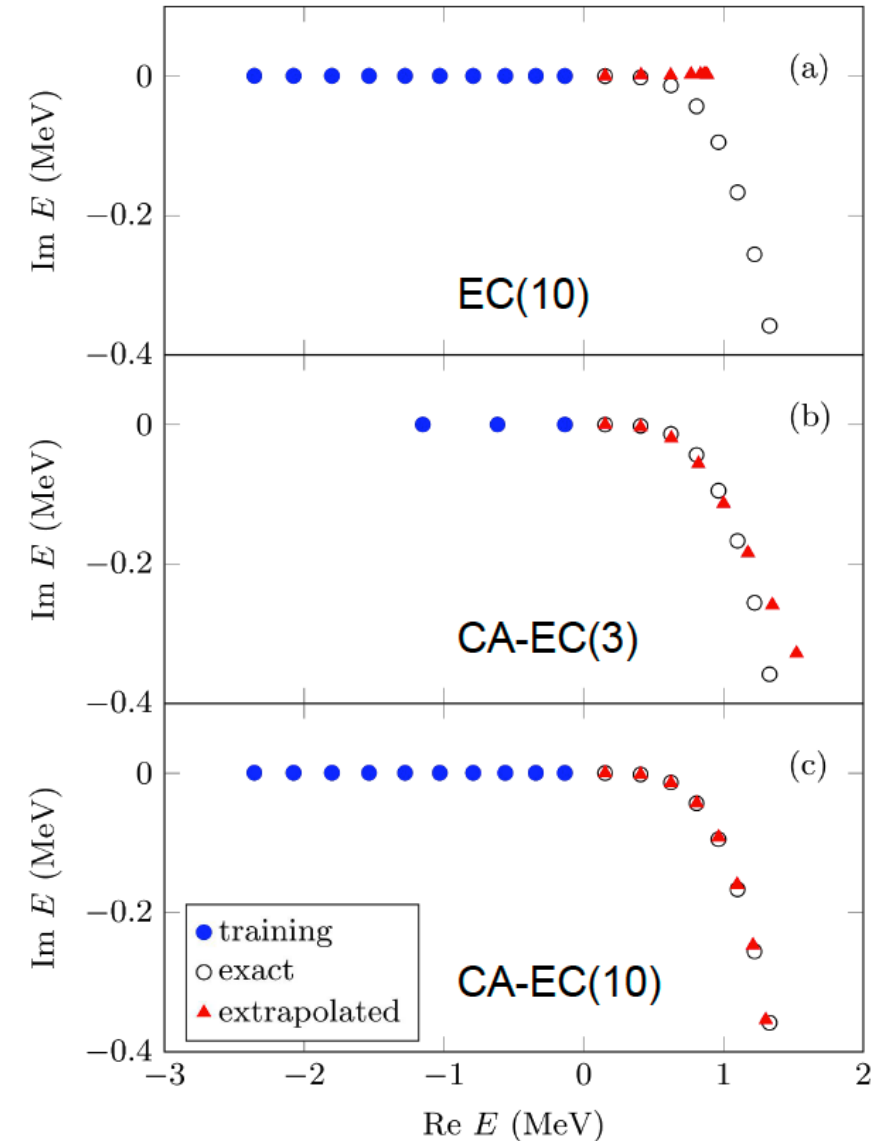 0
−0.2
−0.4
Im E (MeV)
(a)
EC(10)
0
−0.2
−0.4
Im E (MeV)
(b)
CA-EC(3)
0
−0.2
−0.4
Im E (MeV)
(c)
CA-EC(10)
training
exact
extrapolated
−3 −2 −1 0 1 2
Re E (MeV)